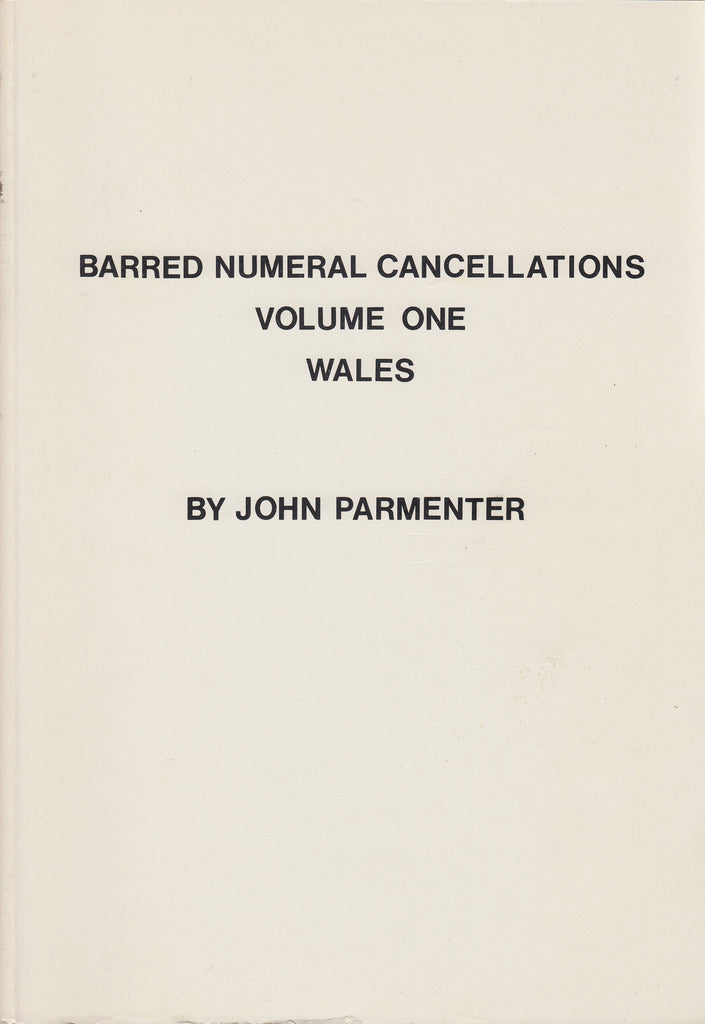 BARRED NUMERAL CANCELLATIONS
VOLUME ONE
WALES
BY JOHN PARMENTER